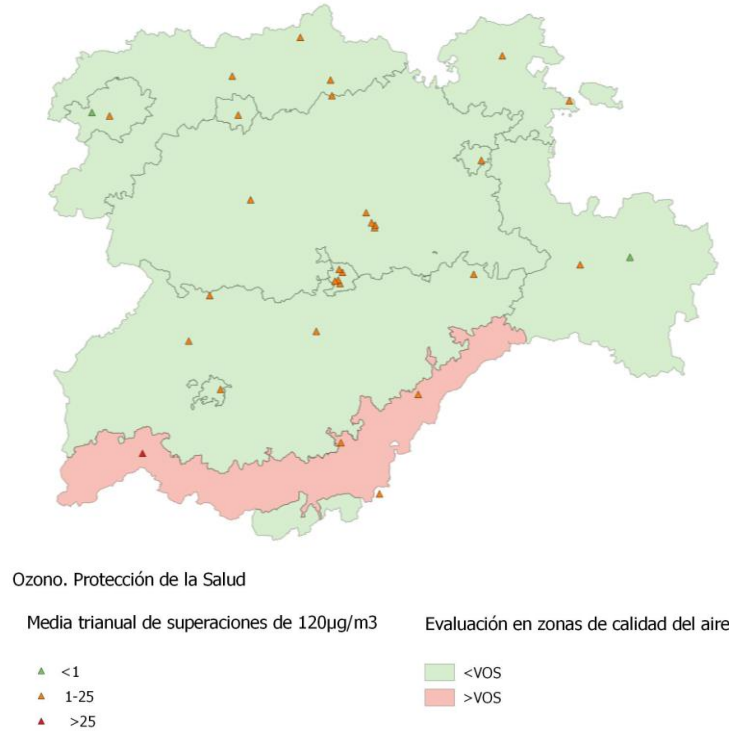 Ozono. Protección de la Salud
Media trianual de superaciones de 120µg/m3
<1
1-25
>25
Evaluación en zonas de calidad del aire
<VOS
>VOS